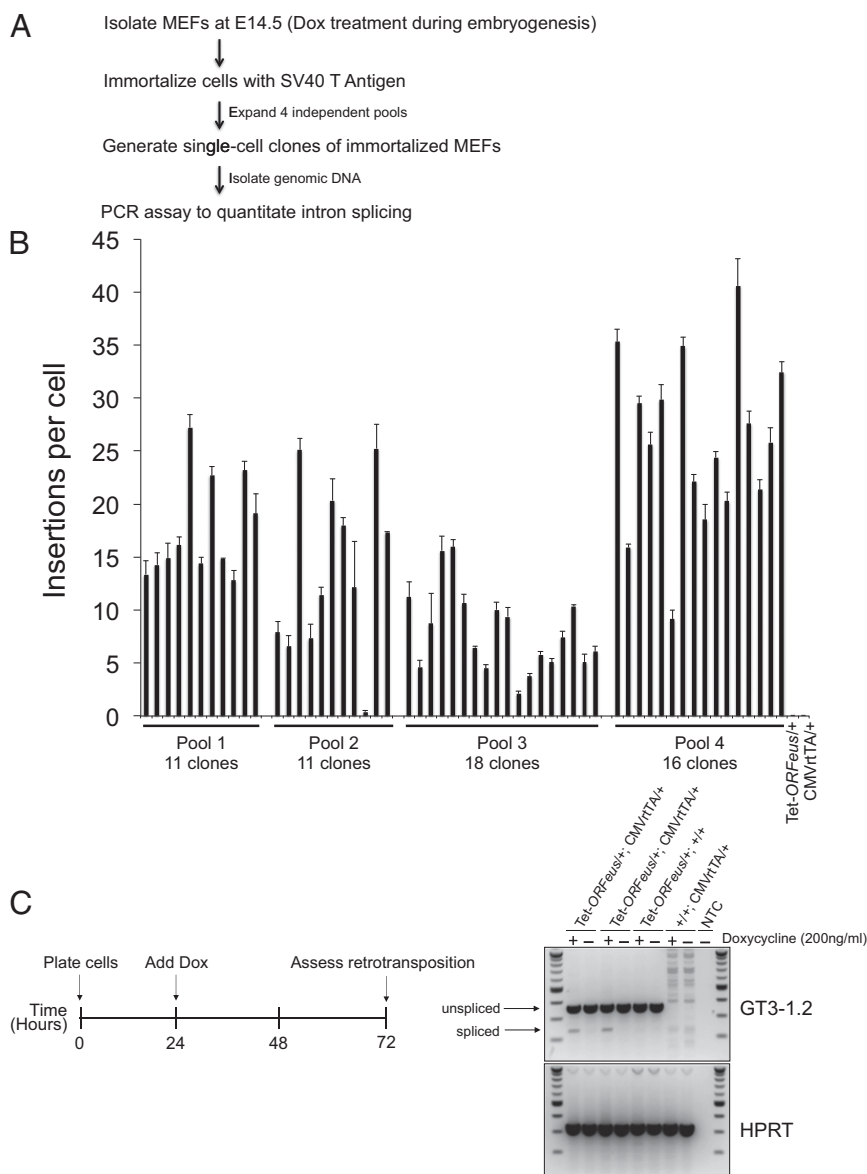 A
Isolate MEFs at E14.5 (Dox treatment during embryogenesis)
Immortalize cells with SV40 T Antigen
Expand 4 independent pools
Generate single-cell clones of immortalized MEFs
Isolate genomic DNA
PCR assay to quantitate intron splicing
B
Insertions per cell
45
40
35
30
25
20
15
10
5
0
Pool 1
11 clones
Pool 2
11 clones
Pool 3
18 clones
Pool 4
16 clones
Tet-ORFeus/+
CMVrtTA/+
C
Plate cells
Add Dox
Assess retrotransposition
Time
(Hours)
0
24
48
72
Tet-ORFeus/+; CMVrtTA/+
Tet-ORFeus/+; CMVrtTA/+
Tet-ORFeus/+; +/+
+/+; CMVrtTA/+
NTC
+ − + − + − + − − Doxycycline (200ng/ml)
unspliced
spliced
GT3-1.2
HPRT